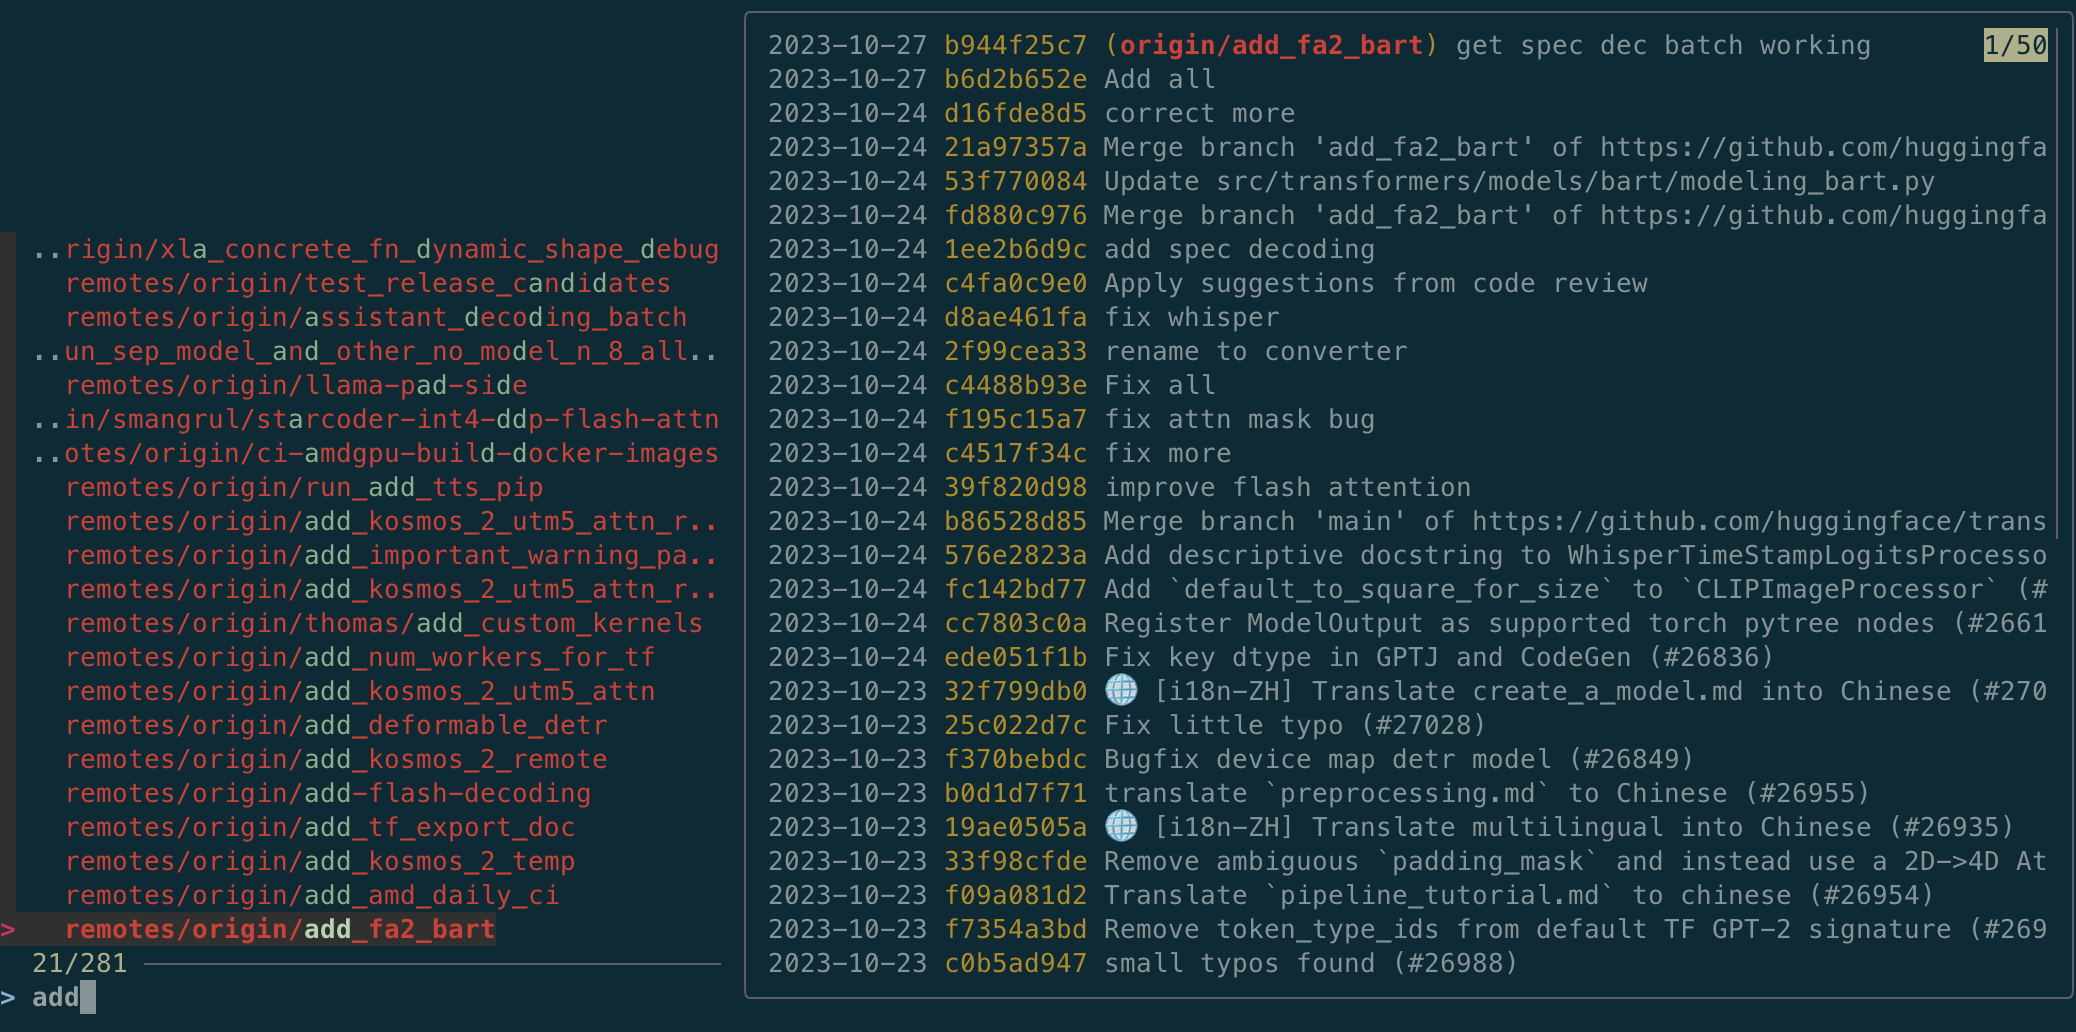 ..rigin/xla_concrete_fn_dynamic_shape_debug
remotes/origin/test_release_candidates
remotes/origin/assistant_decoding_batch
..un_sep_model_and_other_no_model_n_8_all..
remotes/origin/llama-pad-side
..in/smangrul/starcoder-int4-ddp-flash-attn
..otes/origin/ci-amdgpu-build-docker-images
remotes/origin/run_add_tts_pip
remotes/origin/add_kosmos_2_utm5_attn_r..
remotes/origin/add_important_warning_pa..
remotes/origin/add_kosmos_2_utm5_attn_r..
remotes/origin/thomas/add_custom_kernels
remotes/origin/add_num_workers_for_tf
remotes/origin/add_kosmos_2_utm5_attn
remotes/origin/add_deformable_detr
remotes/origin/add_kosmos_2_remote
remotes/origin/add-flash-decoding
remotes/origin/add_tf_export_doc
remotes/origin/add_kosmos_2_temp
remotes/origin/add_amd_daily_ci
> remotes/origin/add_fa2_bart
21/281
> add
2023-10-27 b944f25c7 (origin/add_fa2_bart) get spec dec batch working 1/50
2023-10-27 b6d2b652e Add all
2023-10-24 d16fde8d5 correct more
2023-10-24 21a97357a Merge branch 'add_fa2_bart' of https://github.com/huggingfa
2023-10-24 53f770084 Update src/transformers/models/bart/modeling_bart.py
2023-10-24 fd880c976 Merge branch 'add_fa2_bart' of https://github.com/huggingfa
2023-10-24 1ee2b6d9c add spec decoding
2023-10-24 c4fa0c9e0 Apply suggestions from code review
2023-10-24 d8ae461fa fix whisper
2023-10-24 2f99cea33 rename to converter
2023-10-24 c4488b93e Fix all
2023-10-24 f195c15a7 fix attn mask bug
2023-10-24 c4517f34c fix more
2023-10-24 39f820d98 improve flash attention
2023-10-24 b86528d85 Merge branch 'main' of https://github.com/huggingface/trans
2023-10-24 576e2823a Add descriptive docstring to WhisperTimeStampLogitsProcesso
2023-10-24 fc142bd77 Add `default_to_square_for_size` to `CLIPImageProcessor` (#
2023-10-24 cc7803c0a Register ModelOutput as supported torch pytree nodes (#2661
2023-10-24 ede051f1b Fix key dtype in GPTJ and CodeGen (#26836)
2023-10-23 32f799db0 🌐 [i18n-ZH] Translate create_a_model.md into Chinese (#270
2023-10-23 25c022d7c Fix little typo (#27028)
2023-10-23 f370bebdc Bugfix device map detr model (#26849)
2023-10-23 b0d1d7f71 translate `preprocessing.md` to Chinese (#26955)
2023-10-23 19ae0505a 🌐 [i18n-ZH] Translate multilingual into Chinese (#26935)
2023-10-23 33f98cfde Remove ambiguous `padding_mask` and instead use a 2D->4D At
2023-10-23 f09a081d2 Translate `pipeline_tutorial.md` to chinese (#26954)
2023-10-23 f7354a3bd Remove token_type_ids from default TF GPT-2 signature (#269
2023-10-23 c0b5ad947 small typos found (#26988)